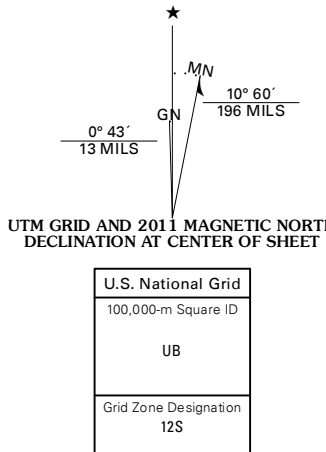 ★
MN
GN
10° 60´
196 MILS
0° 43´
13 MILS
UTM GRID AND 2011 MAGNETIC NORTH
DECLINATION AT CENTER OF SHEET
U.S. National Grid
100,000-m Square ID
UB
Grid Zone Designation
12S